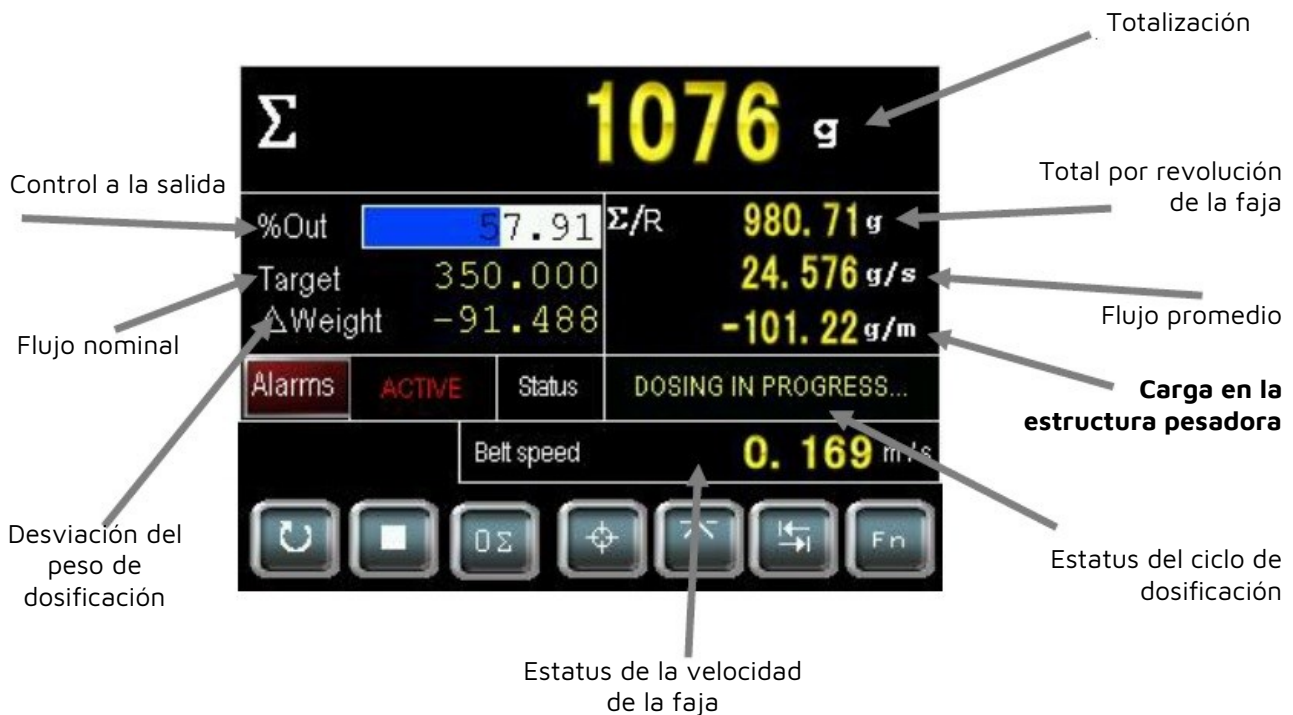 Totalización
Σ 1076 g
Control a la salida
Total por revolución
de la faja
%Out 57.91
Σ/R 980.71 g
Target 350.000
24.576 g/s
ΔWeight -91.488
-101.22 g/m
Flujo nominal
Flujo promedio
Alarms ACTIVE Status DOSING IN PROGRESS...
Carga en la
estructura pesadora
Belt speed 0.169 m/s
Desviación del
peso de
dosificación
0Σ
Fn
Estatus del ciclo de
dosificación
Estatus de la velocidad
de la faja